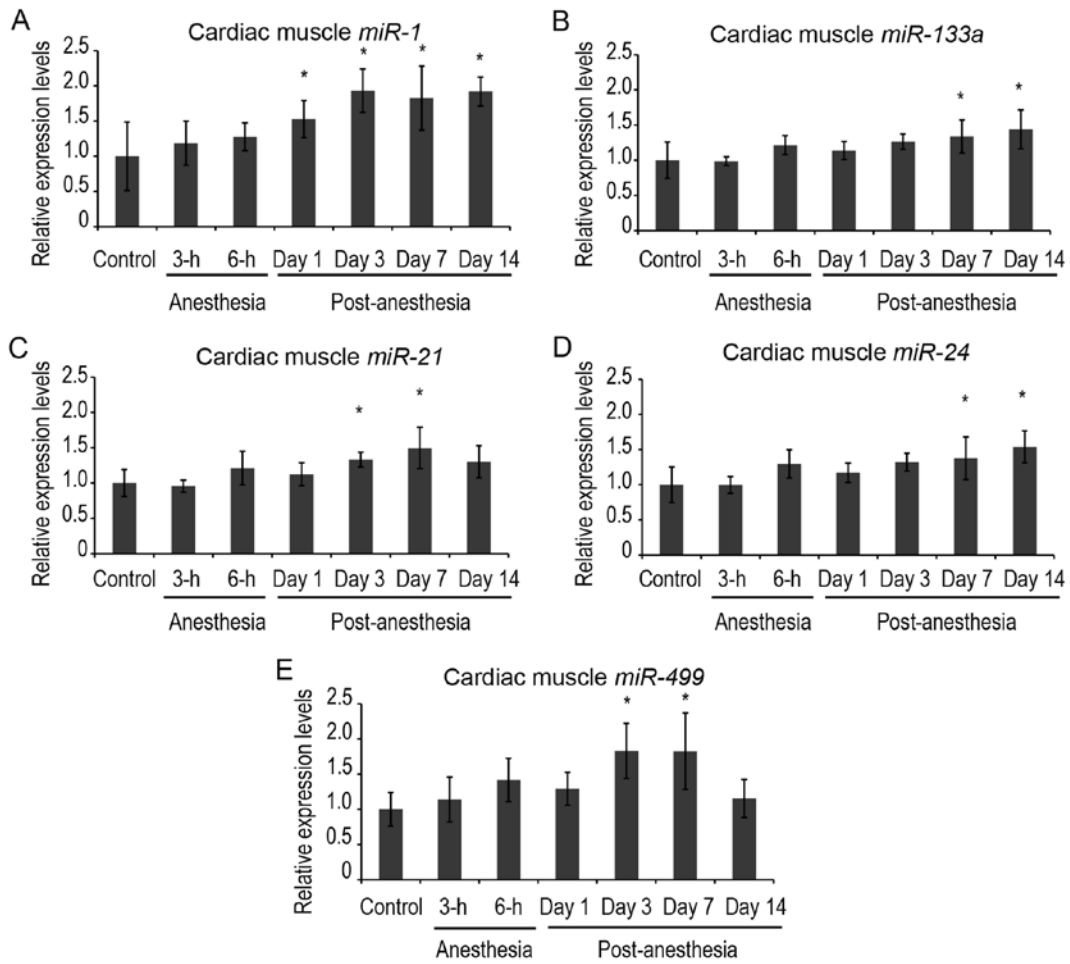 A
Cardiac muscle miR-1
Relative expression levels
2.5
2.0
1.5
1.0
0.5
0
* * * *
Control 3-h 6-h Day 1 Day 3 Day 7 Day 14
Anesthesia Post-anesthesia
B
Cardiac muscle miR-133a
Relative expression levels
2.5
2.0
1.5
1.0
0.5
0
* *
Control 3-h 6-h Day 1 Day 3 Day 7 Day 14
Anesthesia Post-anesthesia
C
Cardiac muscle miR-21
Relative expression levels
2.5
2.0
1.5
1.0
0.5
0
* *
Control 3-h 6-h Day 1 Day 3 Day 7 Day 14
Anesthesia Post-anesthesia
D
Cardiac muscle miR-24
Relative expression levels
2.5
2.0
1.5
1.0
0.5
0
* *
Control 3-h 6-h Day 1 Day 3 Day 7 Day 14
Anesthesia Post-anesthesia
E
Cardiac muscle miR-499
Relative expression levels
2.5
2.0
1.5
1.0
0.5
0
* *
Control 3-h 6-h Day 1 Day 3 Day 7 Day 14
Anesthesia Post-anesthesia